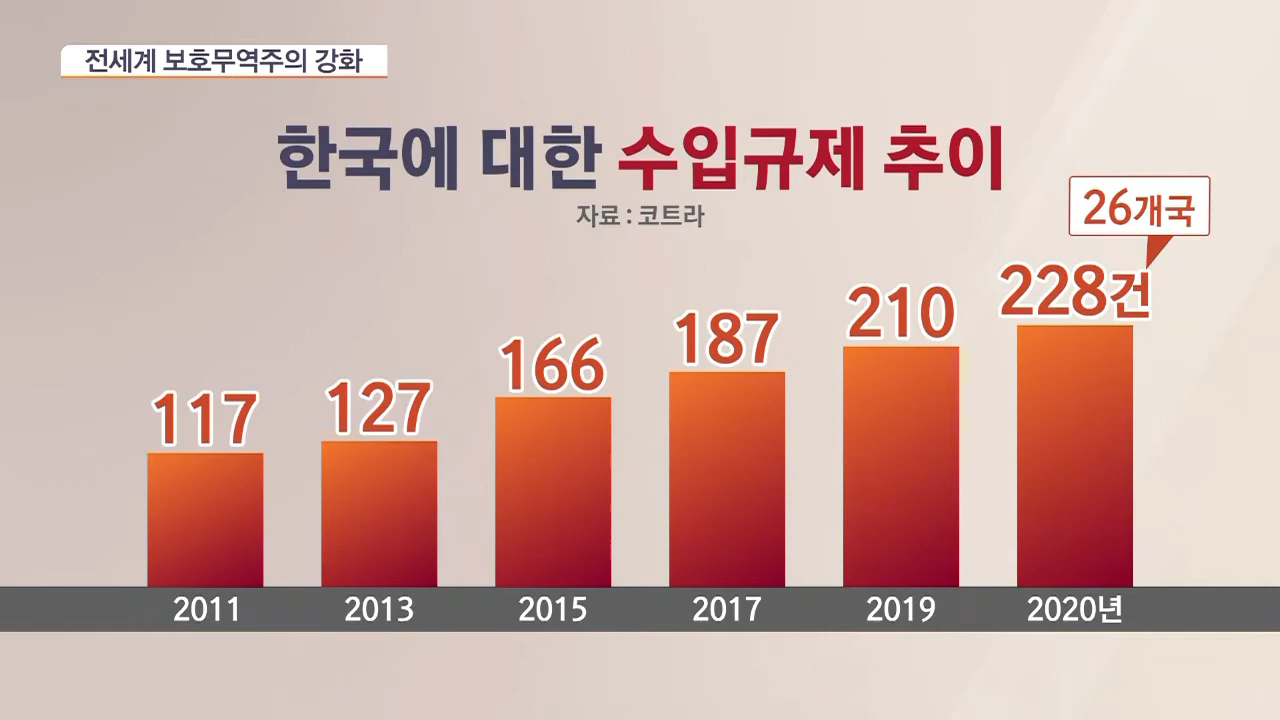 전세계 보호무역주의 강화
한국에 대한 수입규제 추이
자료 : 코트라
26개국
117
127
166
187
210
228건
2011
2013
2015
2017
2019
2020년